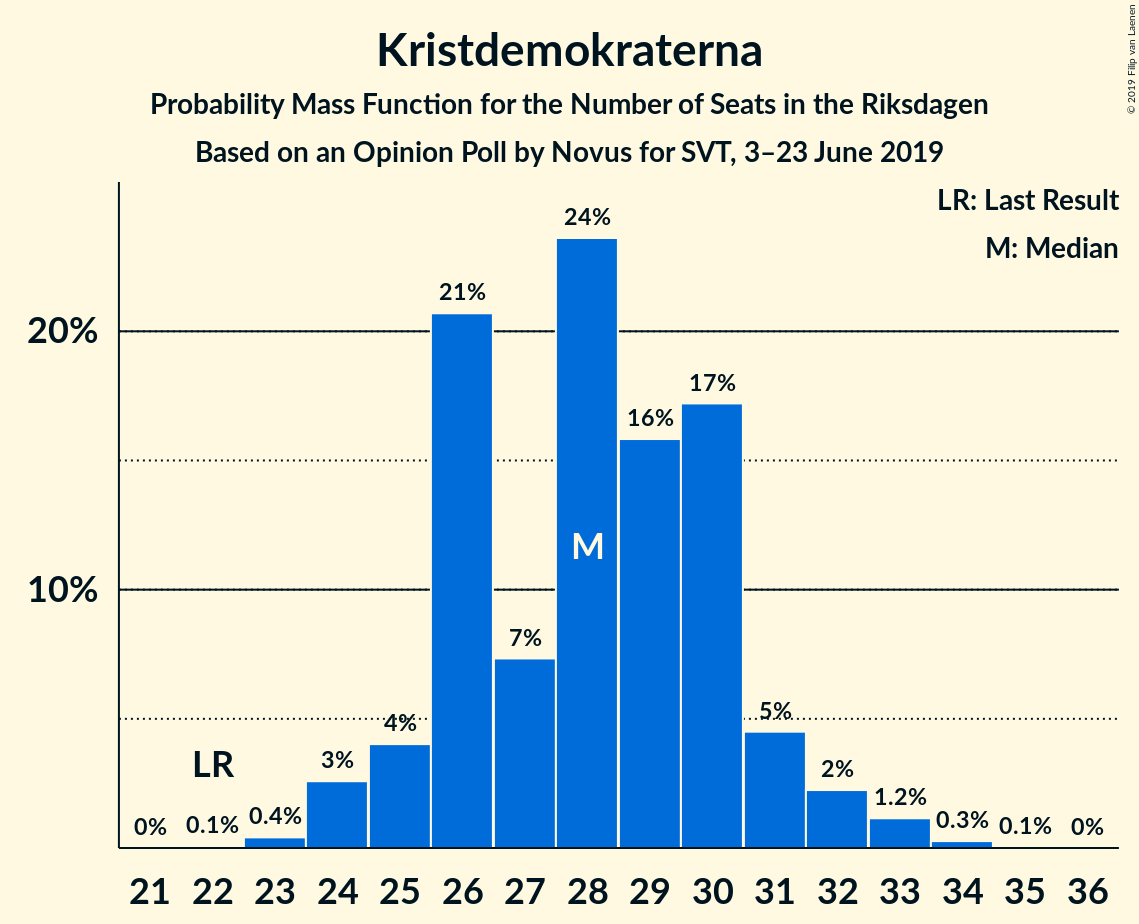 Kristdemokraterna
Probability Mass Function for the Number of Seats in the Riksdagen
Based on an Opinion Poll by Novus for SVT, 3–23 June 2019
© 2019 Filip van Laenen
LR: Last Result
M: Median
20%
10%
0%
0.1%
0.4%
3%
4%
21%
7%
24%
16%
17%
5%
2%
1.2%
0.3%
0.1%
0%
LR
M
21 22 23 24 25 26 27 28 29 30 31 32 33 34 35 36